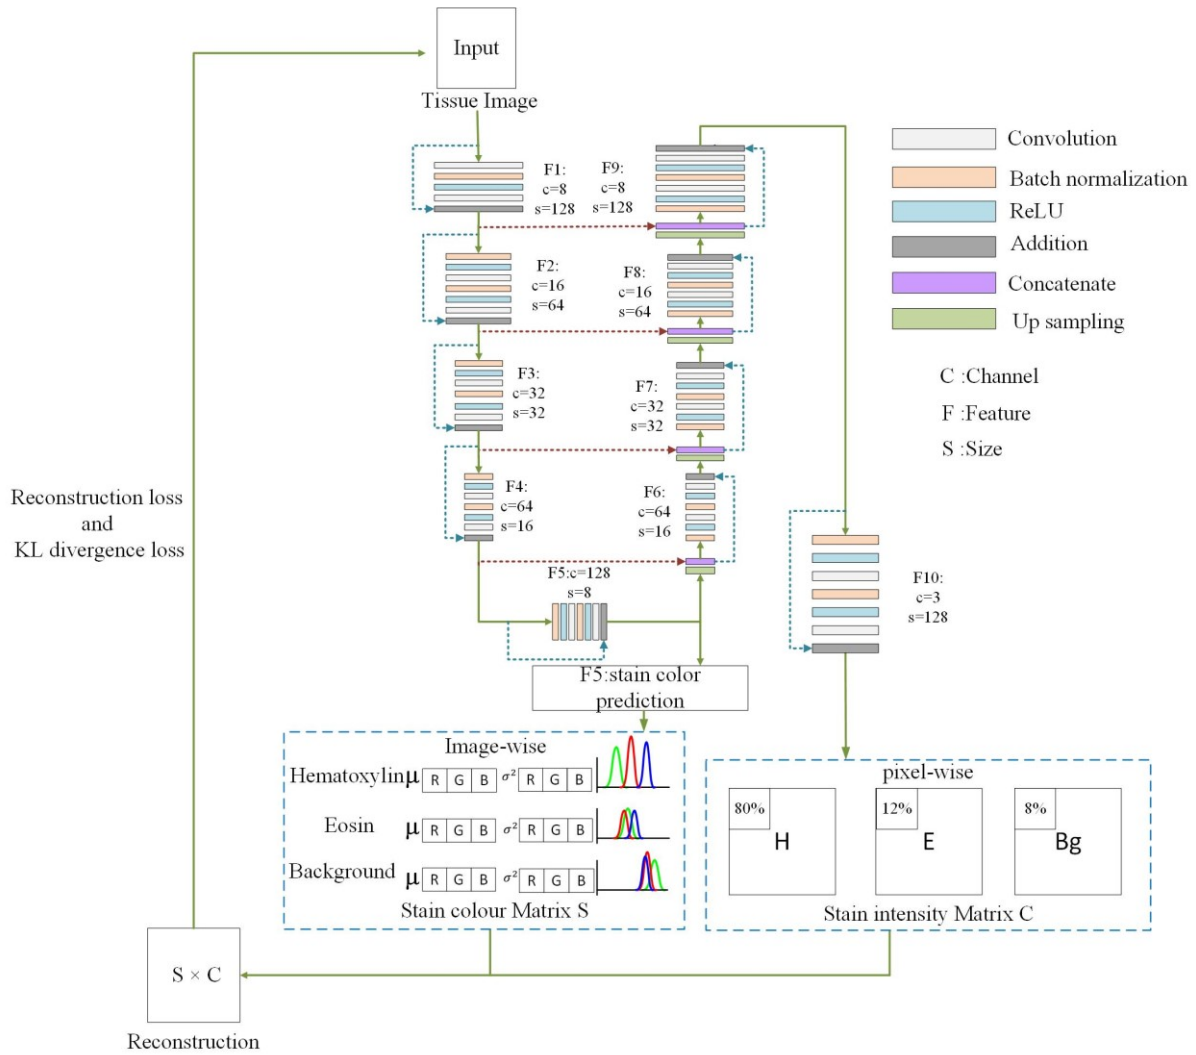 Input
Tissue Image
F1:
c=8
s=128
F9:
c=8
s=128
Convolution
Batch normalization
ReLU
Addition
Concatenate
Up sampling
F2:
c=16
s=64
F8:
c=16
s=64
F3:
c=32
s=32
F7:
c=32
s=32
C :Channel
F :Feature
S :Size
F4:
c=64
s=16
F6:
c=64
s=16
Reconstruction loss
and
KL divergence loss
F5:c=128
s=8
F10:
c=3
s=128
F5:stain color
prediction
Image-wise
Hematoxylin μ R G B σ² R G B
Eosin μ R G B σ² R G B
Background μ R G B σ² R G B
Stain colour Matrix S
pixel-wise
80% H
12% E
8% Bg
Stain intensity Matrix C
S × C
Reconstruction